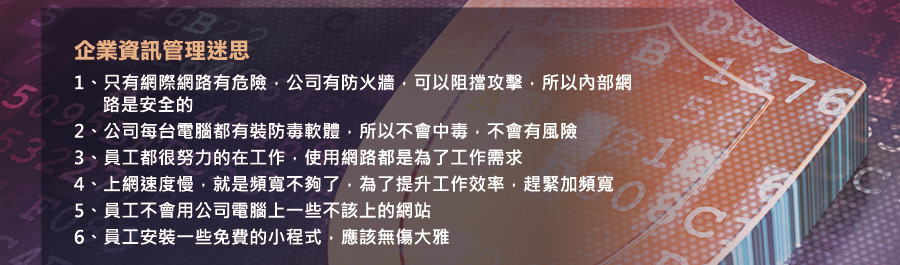 企業資訊管理迷思
1、只有網際網路有危險，公司有防火牆，可以阻擋攻擊，所以內部網
路是安全的
2、公司每台電腦都有裝防毒軟體，所以不會中毒，不會有風險
3、員工都很努力的在工作，使用網路都是為了工作需求
4、上網速度慢，就是頻寬不夠了，為了提升工作效率，趕緊加頻寬
5、員工不會用公司電腦上一些不該上的網站
6、員工安裝一些免費的小程式，應該無傷大雅